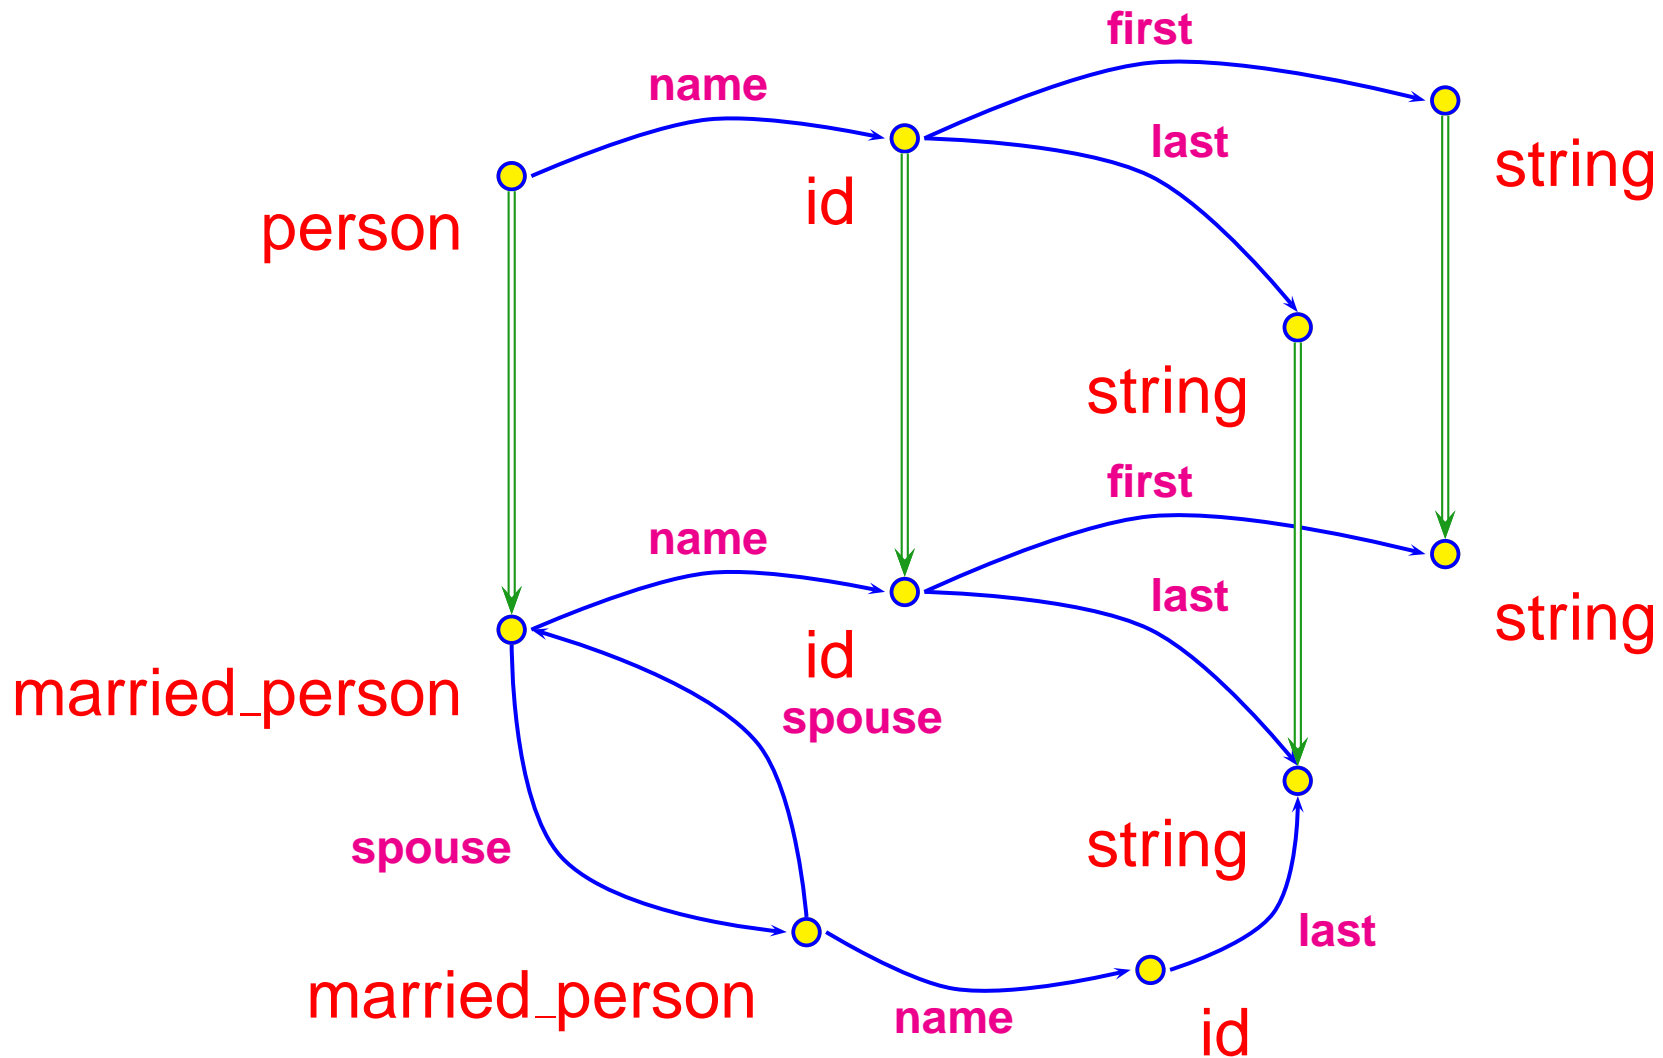 first
name
last
string
id
person
string
first
name
last
string
id
married_person
spouse
spouse
string
last
married_person
name
id